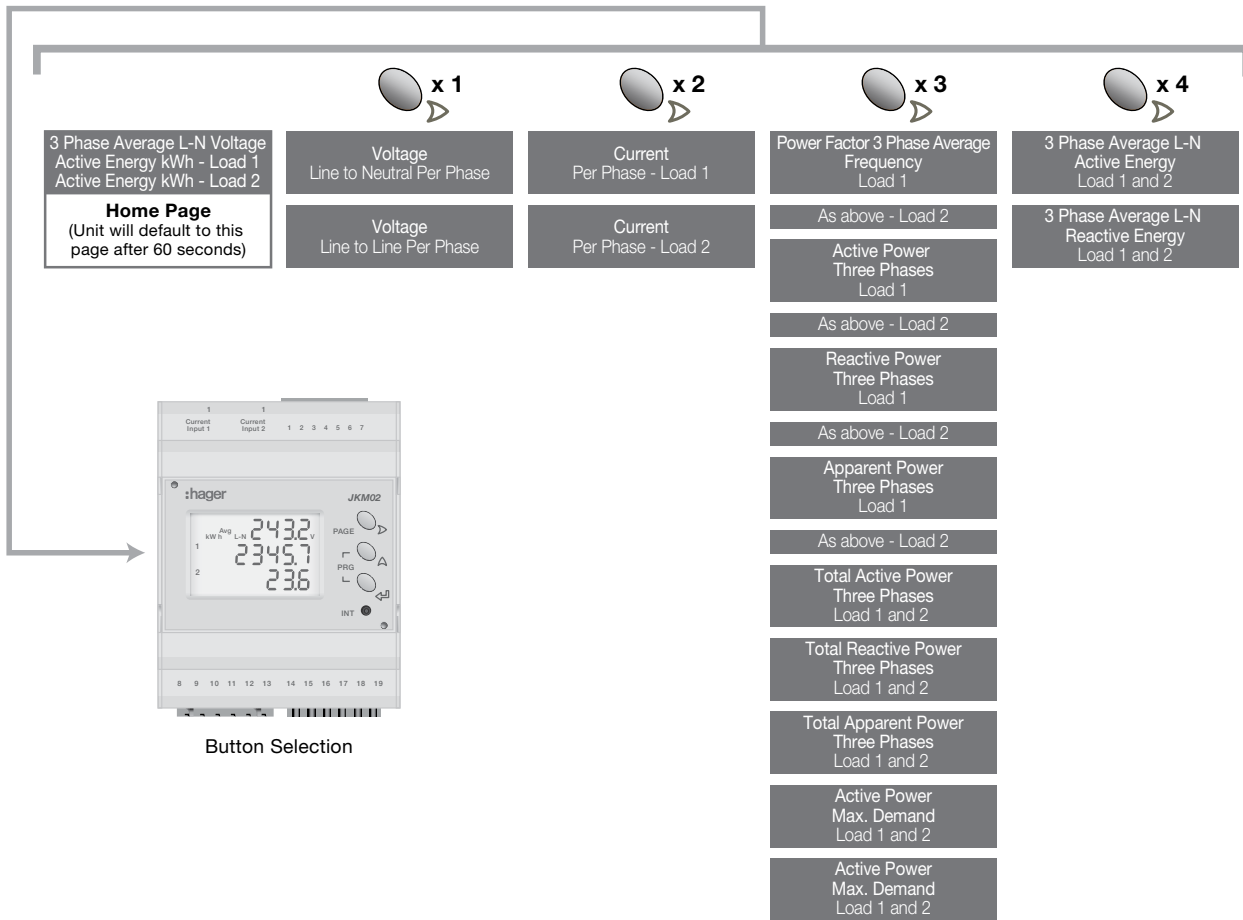 x 1
x 2
x 3
x 4
3 Phase Average L-N Voltage
Active Energy kWh - Load 1
Active Energy kWh - Load 2
Home Page
(Unit will default to this
page after 60 seconds)
Voltage
Line to Neutral Per Phase
Voltage
Line to Line Per Phase
Current
Per Phase - Load 1
Current
Per Phase - Load 2
Power Factor 3 Phase Average
Frequency
Load 1
As above - Load 2
Active Power
Three Phases
Load 1
As above - Load 2
Reactive Power
Three Phases
Load 1
As above - Load 2
Apparent Power
Three Phases
Load 1
As above - Load 2
Total Active Power
Three Phases
Load 1 and 2
Total Reactive Power
Three Phases
Load 1 and 2
Total Apparent Power
Three Phases
Load 1 and 2
Active Power
Max. Demand
Load 1 and 2
Active Power
Max. Demand
Load 1 and 2
3 Phase Average L-N
Active Energy
Load 1 and 2
3 Phase Average L-N
Reactive Energy
Load 1 and 2
1 1
Current Input 1
Current Input 2
1 2 3 4 5 6 7
:hager
JKM02
Avg L-N 243.2 V
kWh
1 2345.7
2 23.6
PAGE
PRG
INT
8 9 10 11 12 13 14 15 16 17 18 19
Button Selection